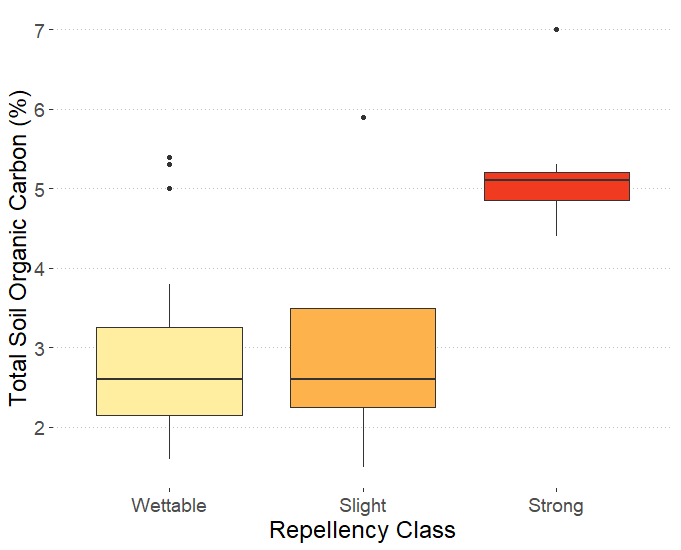 Total Soil Organic Carbon (%)
7
6
5
4
3
2
Wettable Slight Strong
Repellency Class